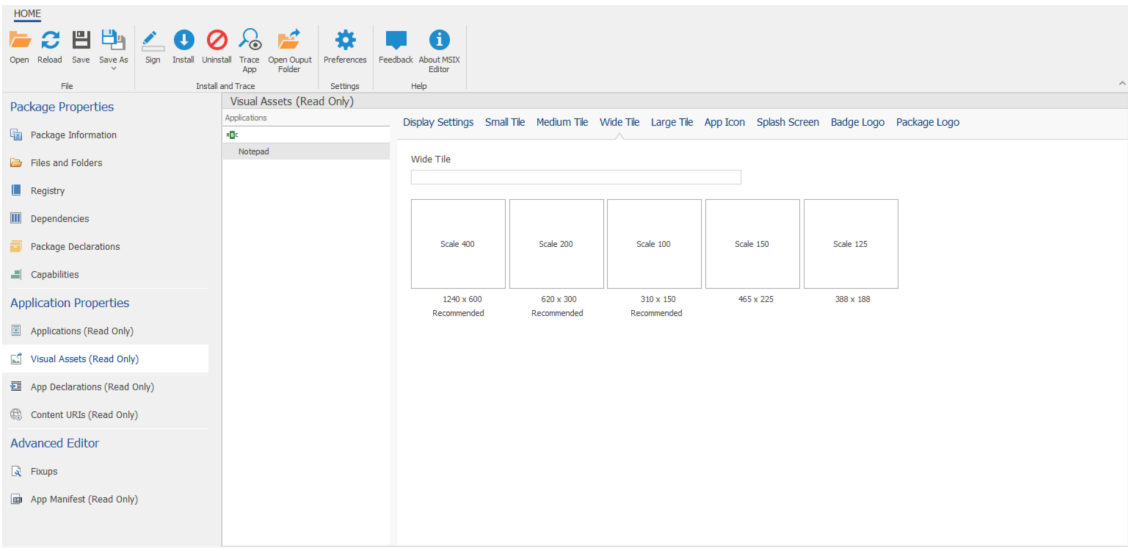 HOME
Open Reload Save Save As Sign Install Uninstall Trace App Open Ouput Folder Preferences Feedback About MSIX Editor
File Install and Trace Settings Help
Package Properties
Package Information
Files and Folders
Registry
Dependencies
Package Declarations
Capabilities
Application Properties
Applications (Read Only)
Visual Assets (Read Only)
App Declarations (Read Only)
Content URIs (Read Only)
Advanced Editor
Fixups
App Manifest (Read Only)
Visual Assets (Read Only)
Applications
Notepad
Display Settings Small Tile Medium Tile Wide Tile Large Tile App Icon Splash Screen Badge Logo Package Logo
Wide Tile
Scale 400 Scale 200 Scale 100 Scale 150 Scale 125
1240 x 600 620 x 300 310 x 150 465 x 225 388 x 188
Recommended Recommended Recommended